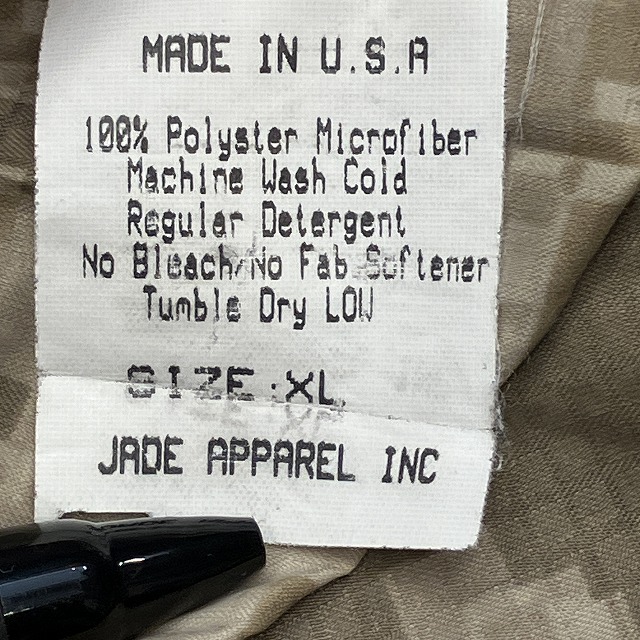 MADE IN U.S.A
100% Polyster Microfiber
Machine Wash Cold
Regular Detergent
No Bleach/No Fab Softener
Tumble Dry LOW
SIZE:XL
JADE APPAREL INC